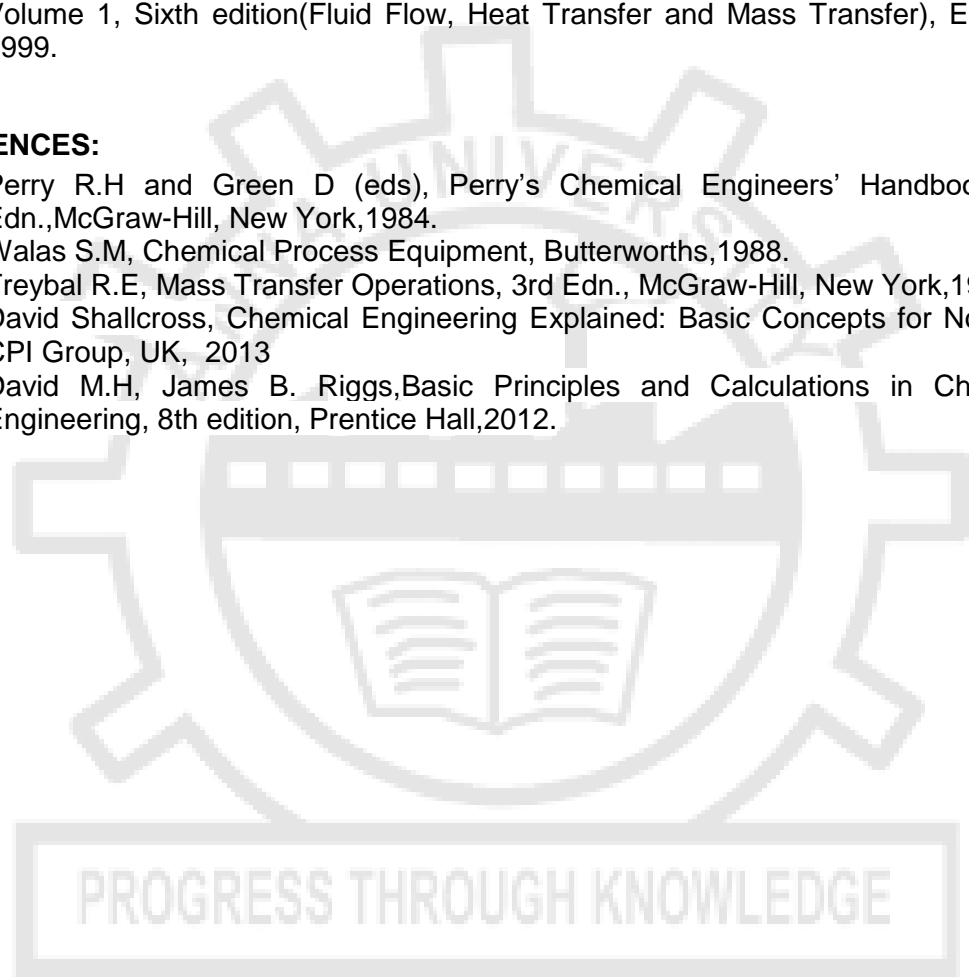 Volume 1, Sixth edition(Fluid Flow, Heat Transfer and Mass Transfer), E
999.
ENCES:
Perry R.H and Green D (eds), Perry's Chemical Engineers' Handboo
Edn.,McGraw-Hill, New York,1984.
Walas S.M, Chemical Process Equipment, Butterworths,1988.
Treybal R.E, Mass Transfer Operations, 3rd Edn., McGraw-Hill, New York,19
David Shallcross, Chemical Engineering Explained: Basic Concepts for No
CPI Group, UK, 2013
David M.H, James B. Riggs,Basic Principles and Calculations in Ch
Engineering, 8th edition, Prentice Hall,2012.
UNIVERSITY
PROGRESS THROUGH KNOWLEDGE